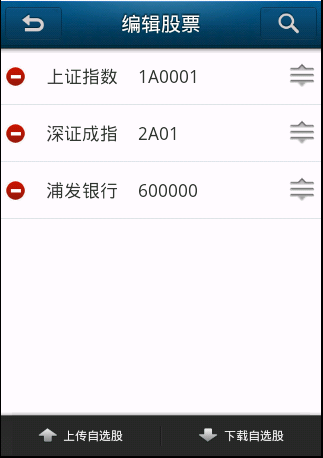 编辑股票
上证指数 1A0001
深证成指 2A01
浦发银行 600000
上传自选股 下载自选股